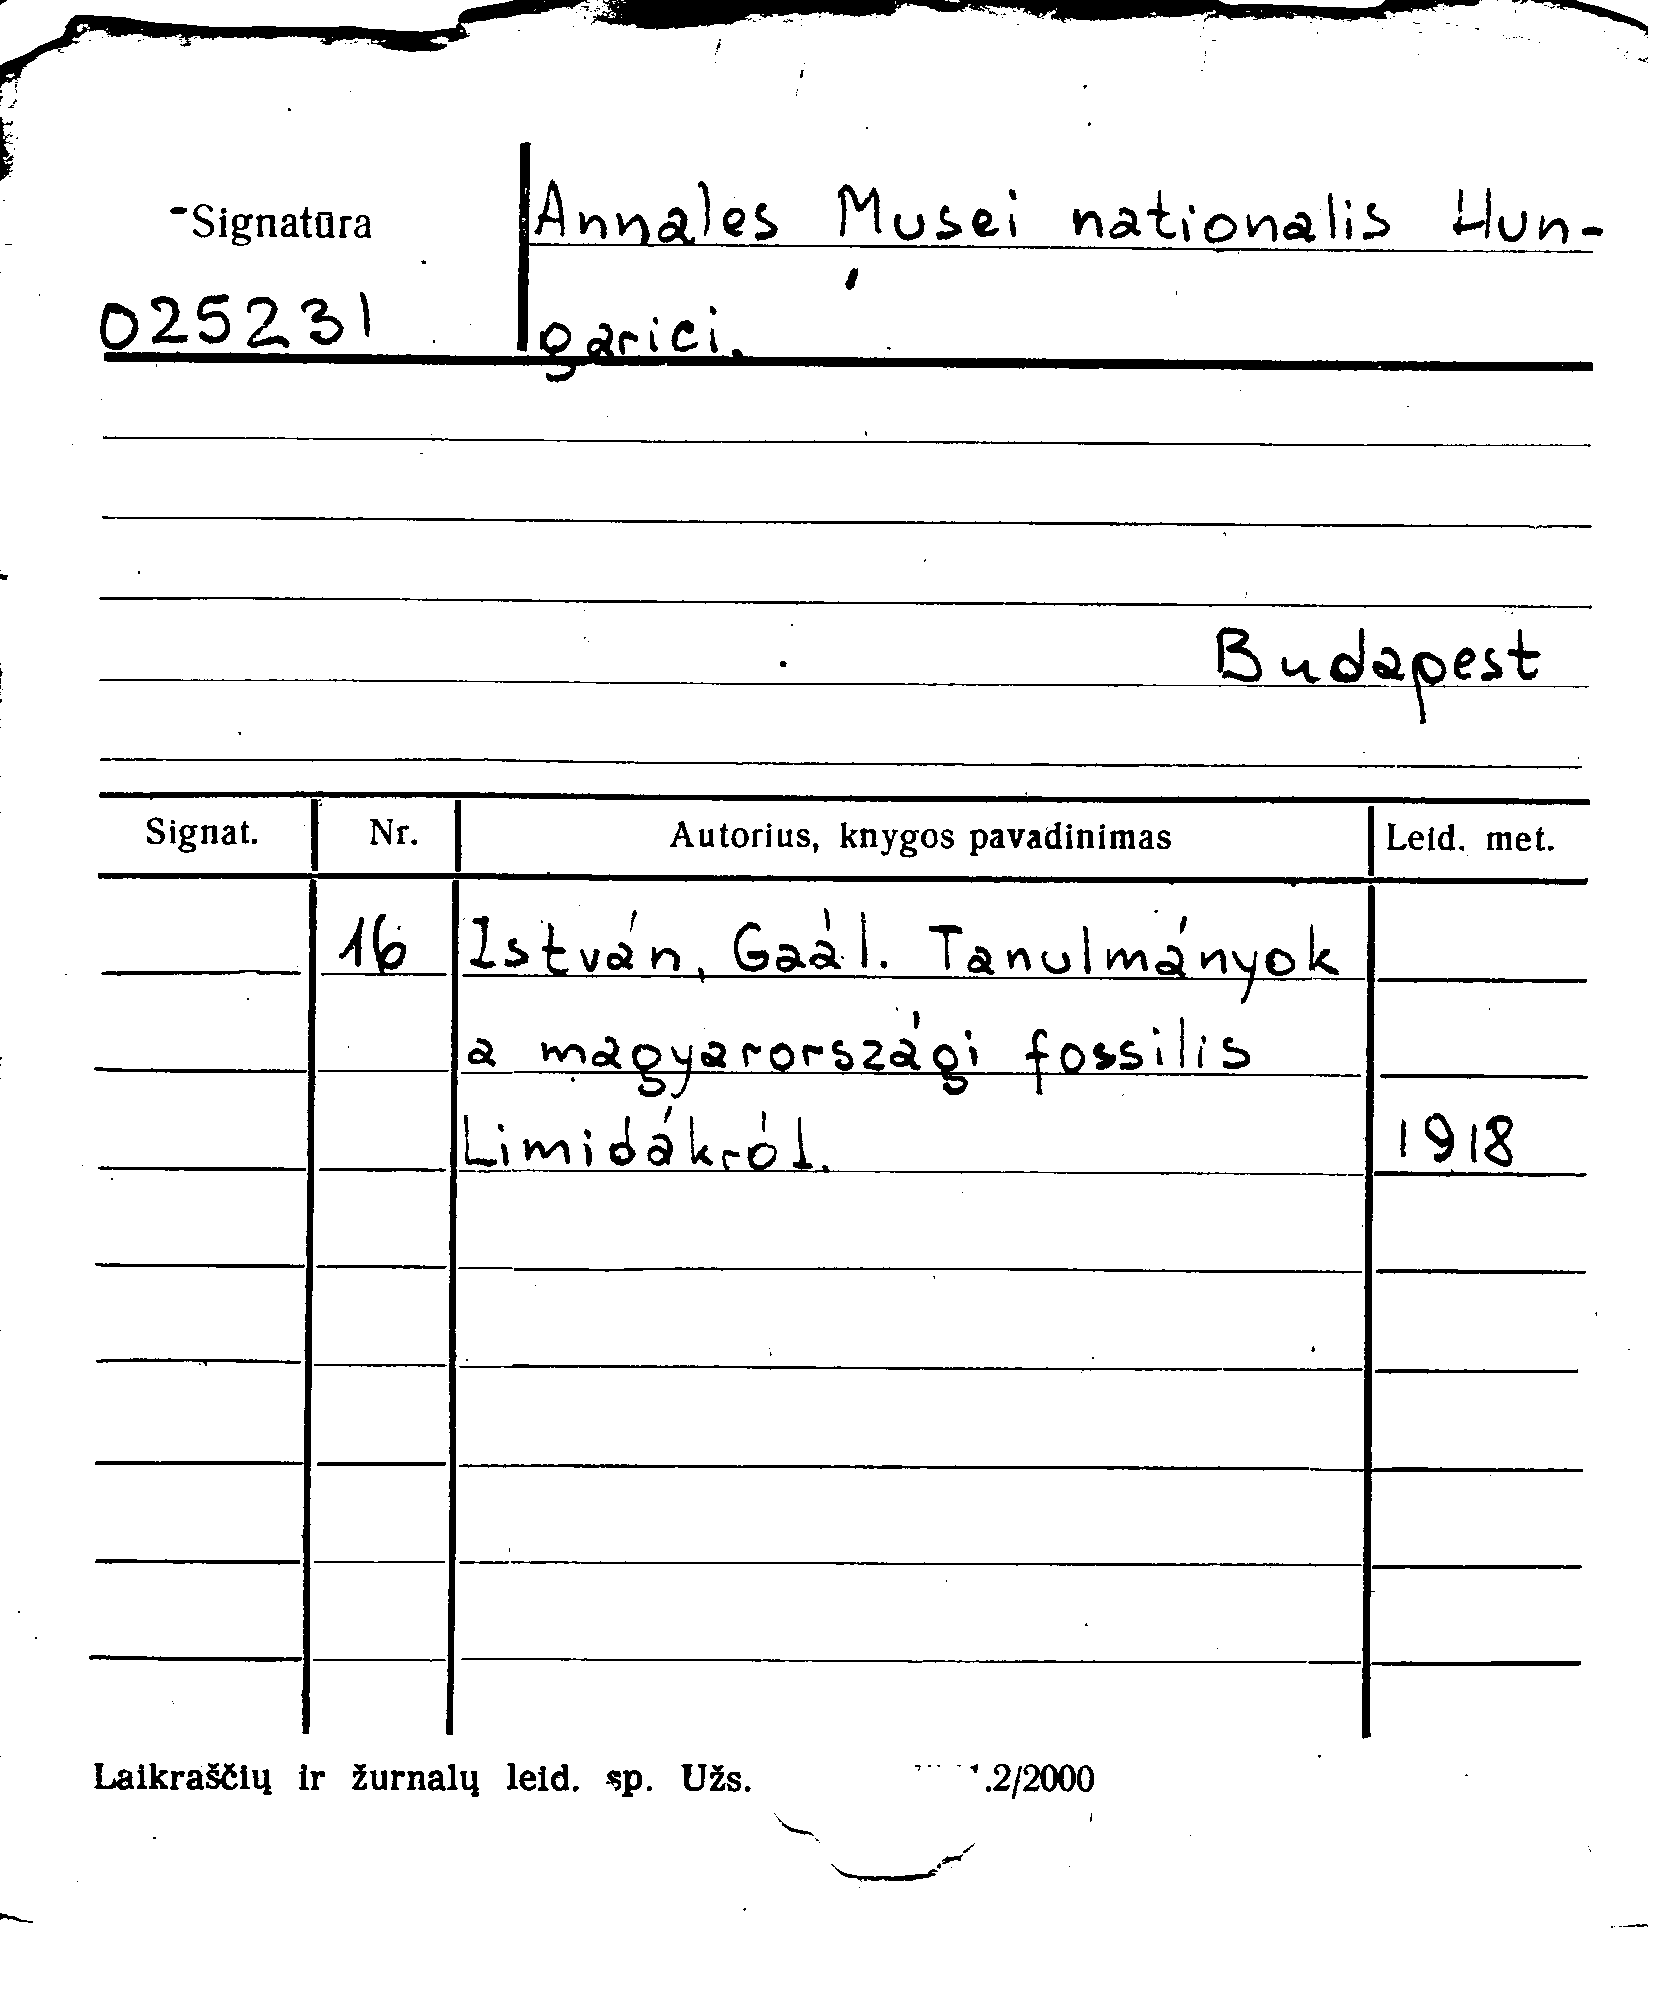 Signatūra
Annales Musei nationalis Hun-
025231
garici.
Budapest
Signat. Nr. Autorius, knygos pavadinimas Leid. met.
16 István, Gaál. Tanulmányok
a magyarországi fossilis
Limidákról. 1918
Laikraščių ir žurnalų leid. sp. Užs. .2/2000